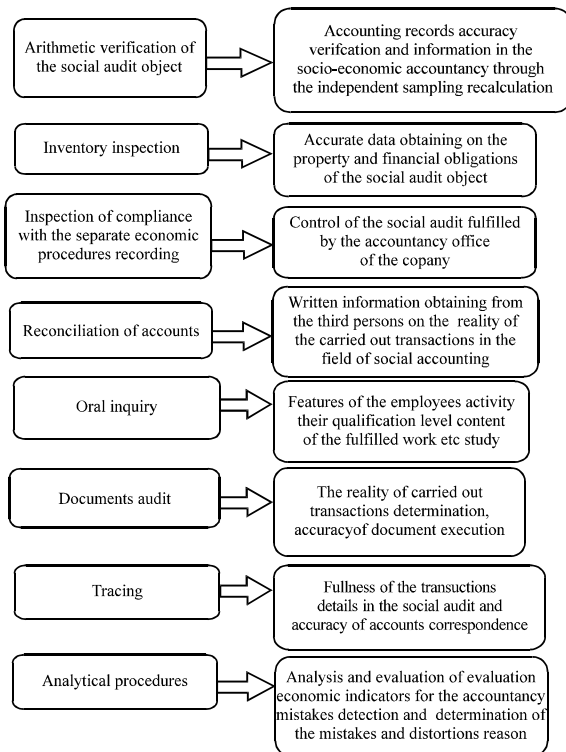 Arithmetic verification of
the social audit object
Accounting records accuracy
verifcation and information in the
socio-economic accountancy through
the independent sampling recalculation
Inventory inspection
Accurate data obtaining on the
property and financial obligations
of the social audit object
Inspection of compliance
with the separate economic
procedures recording
Control of the social audit fulfilled
by the accountancy office
of the copany
Reconciliation of accounts
Written information obtaining from
the third persons on the reality of
the carried out transactions in the
field of social accounting
Oral inquiry
Features of the employees activity
their qualification level content
of the fulfilled work etc study
Documents audit
The reality of carried out
transactions determination,
accuracyof document execution
Tracing
Fullness of the transuctions
details in the social audit and
accuracy of accounts correspondence
Analytical procedures
Analysis and evaluation of evaluation
economic indicators for the accountancy
mistakes detection and determination of
the mistakes and distortions reason